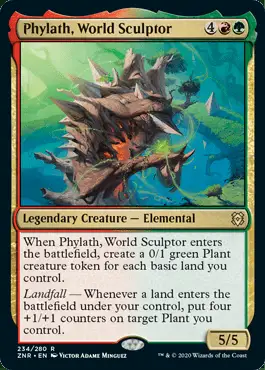 Phylath, World Sculptor 4
Legendary Creature — Elemental
When Phylath, World Sculptor enters
the battlefield, create a 0/1 green Plant
creature token for each basic land you
control.
Landfall — Whenever a land enters the
battlefield under your control, put four
+1/+1 counters on target Plant you
control.
5/5
234/280 R
ZNR • EN Victor Adame Minguez
™ & © 2020 Wizards of the Coast